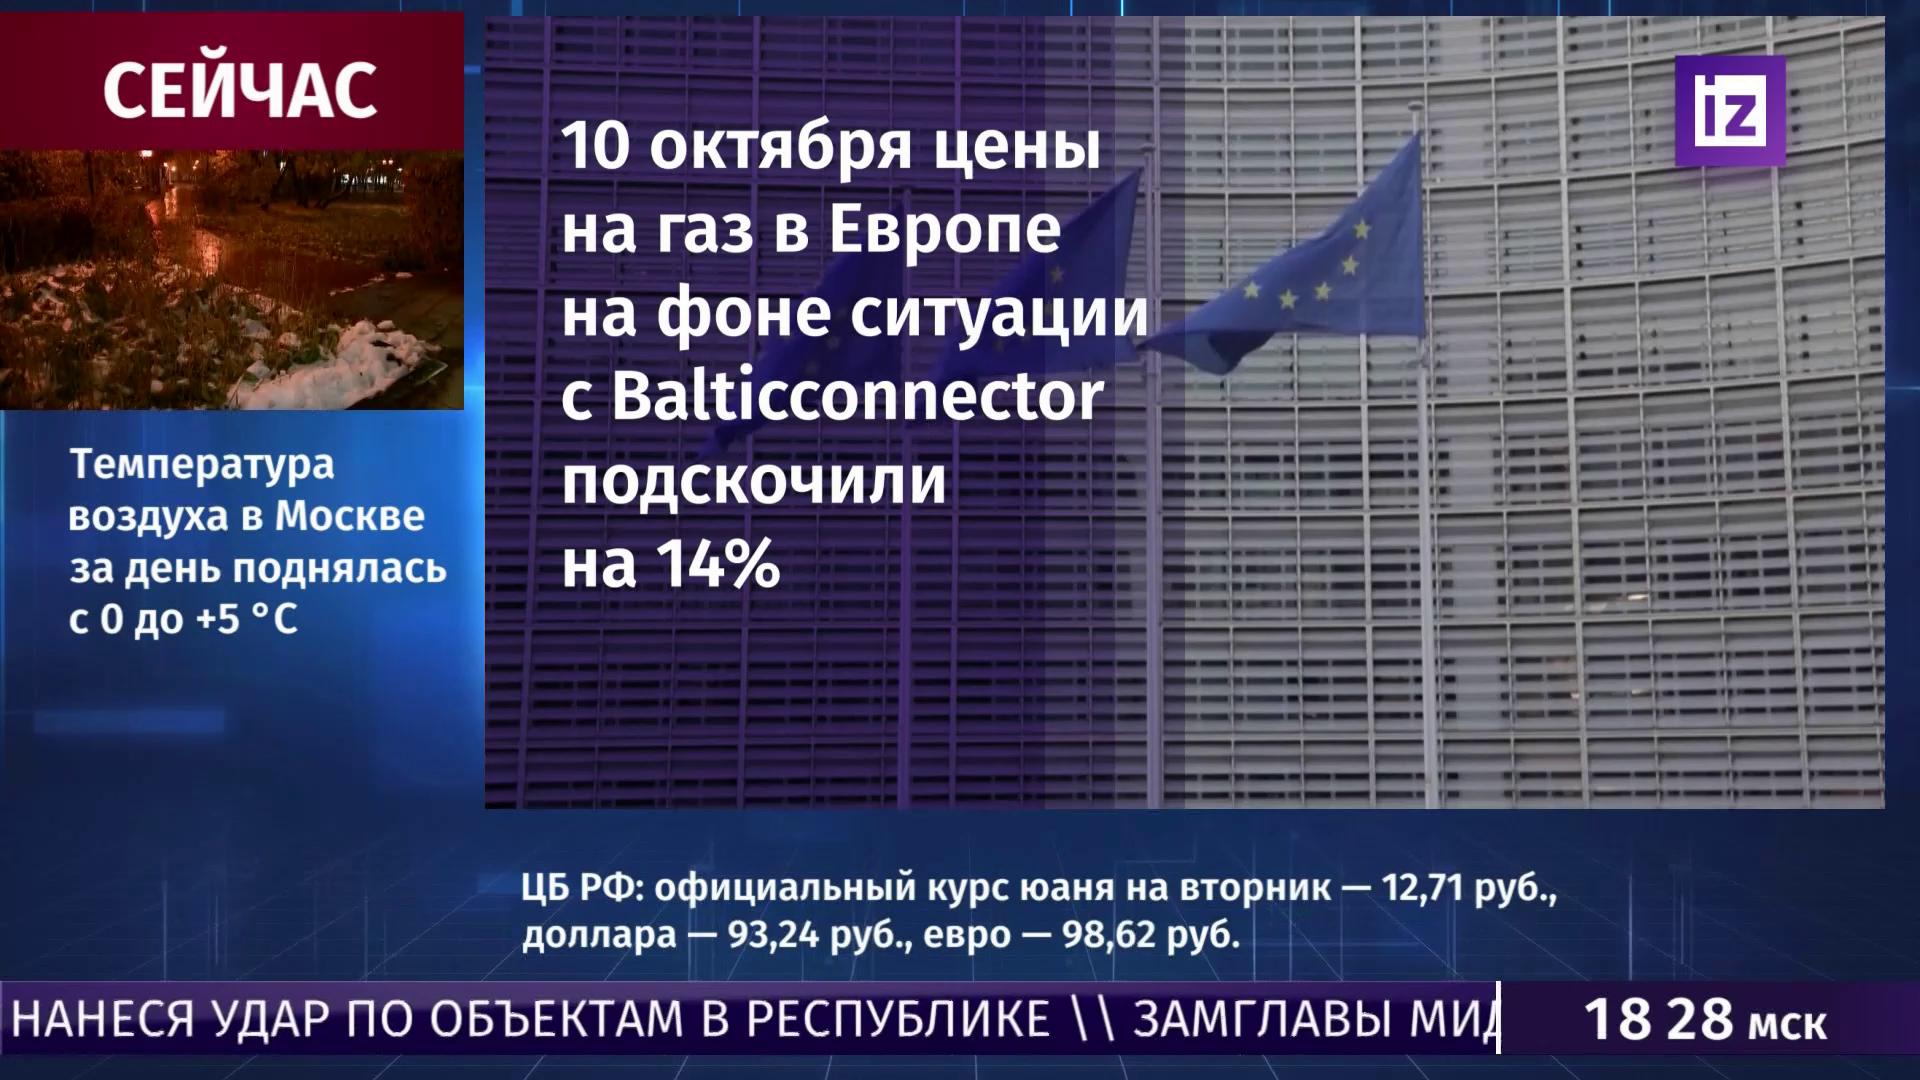 СЕЙЧАС
Температура
воздуха в Москве
за день поднялась
с 0 до +5 °C
10 октября цены
на газ в Европе
на фоне ситуации
с Balticconnector
подскочили
на 14%
iz
ЦБ РФ: официальный курс юаня на вторник — 12,71 руб.,
доллара — 93,24 руб., евро — 98,62 руб.
НАНЕСЯ УДАР ПО ОБЪЕКТАМ В РЕСПУБЛИКЕ \\ ЗАМГЛАВЫ МИД
18 28 мск